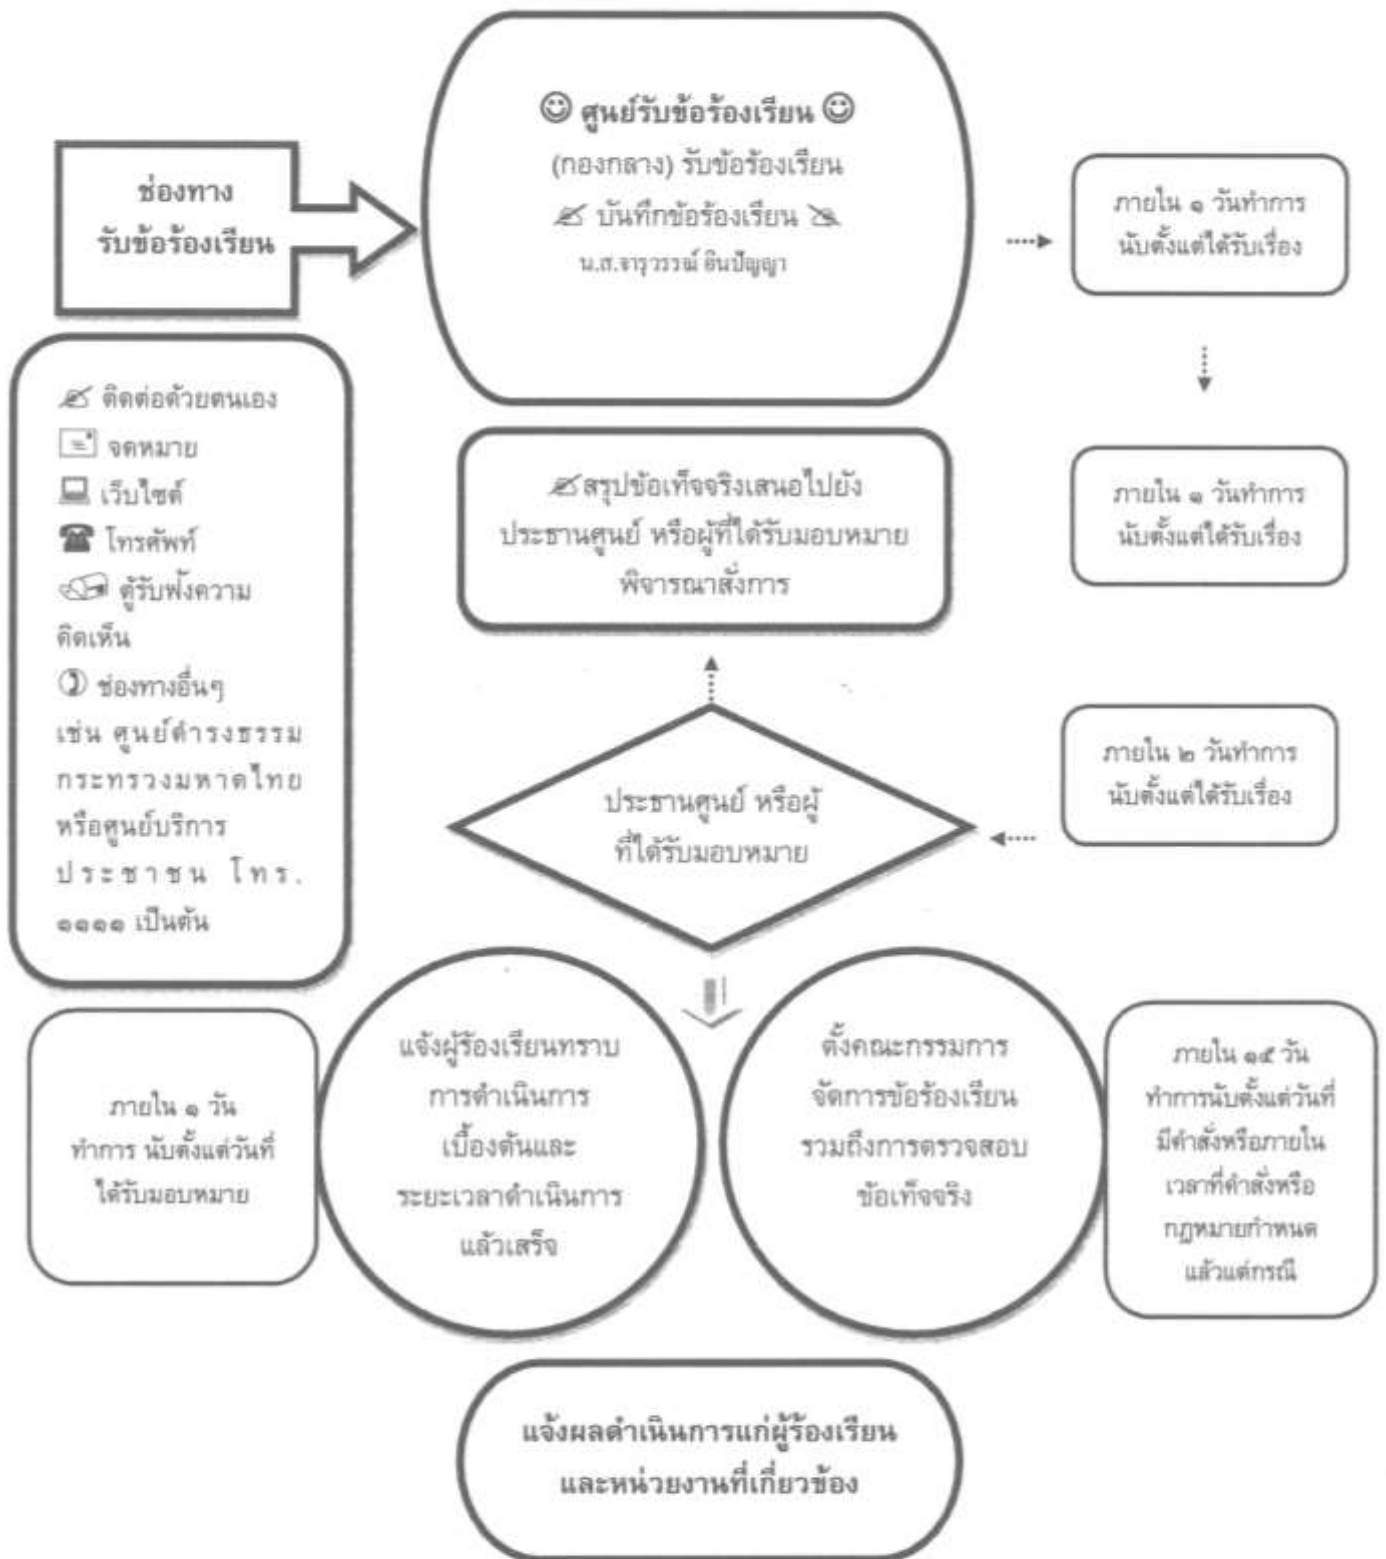 ☺ ศูนย์รับข้อร้องเรียน ☺
(กองกลาง) รับข้อร้องเรียน
บันทึกข้อร้องเรียน
น.ส.จารุวรรณ์ อินปัญญา
ช่องทาง
รับข้อร้องเรียน
ภายใน ๑ วันทำการ
นับตั้งแต่ได้รับเรื่อง
ติดต่อด้วยตนเอง
จดหมาย
เว็บไซต์
โทรศัพท์
ตู้รับฟังความ
คิดเห็น
ช่องทางอื่นๆ
เช่น ศูนย์ดำรงธรรม
กระทรวงมหาดไทย
หรือศูนย์บริการ
ประชาชน โทร.
๑๑๑๑ เป็นต้น
สรุปข้อเท็จจริงเสนอไปยัง
ประธานศูนย์ หรือผู้ที่ได้รับมอบหมาย
พิจารณาสั่งการ
ภายใน ๑ วันทำการ
นับตั้งแต่ได้รับเรื่อง
ประธานศูนย์ หรือผู้
ที่ได้รับมอบหมาย
ภายใน ๒ วันทำการ
นับตั้งแต่ได้รับเรื่อง
ภายใน ๑ วัน
ทำการ นับตั้งแต่วันที่
ได้รับมอบหมาย
แจ้งผู้ร้องเรียนทราบ
การดำเนินการ
เบื้องต้นและ
ระยะเวลาดำเนินการ
แล้วเสร็จ
ตั้งคณะกรรมการ
จัดการข้อร้องเรียน
รวมถึงการตรวจสอบ
ข้อเท็จจริง
ภายใน ๑๕ วัน
ทำการนับตั้งแต่วันที่
มีคำสั่งหรือภายใน
เวลาที่คำสั่งหรือ
กฎหมายกำหนด
แล้วแต่กรณี
แจ้งผลดำเนินการแก่ผู้ร้องเรียน
และหน่วยงานที่เกี่ยวข้อง